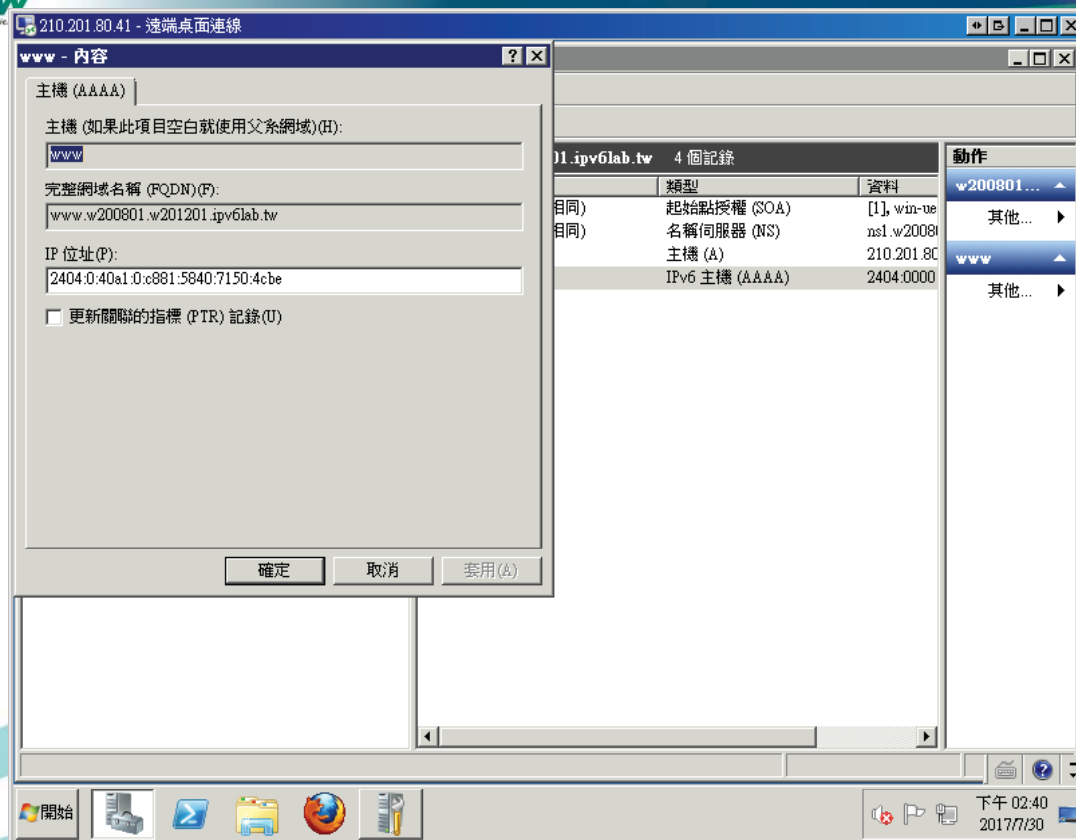 210.201.80.41 - 遠端桌面連線
www - 內容
主機 (AAAA)
主機 (如果此項目空白就使用父系網域)(H):
www
完整網域名稱 (FQDN)(F):
www.w200801.w201201.ipv6lab.tw
IP 位址(P):
2404:0:40a1:0:c881:5840:7150:4cbe
更新關聯的指標 (PTR) 記錄(U)
確定 取消 套用(A)
01.ipv6lab.tw 4 個記錄
類型 資料
相同) 起始點授權 (SOA) [1], win-ue
相同) 名稱伺服器 (NS) ns1.w2008
主機 (A) 210.201.80
IPv6 主機 (AAAA) 2404:0000
動作
w200801...
其他...
www
其他...
開始
下午 02:40
2017/7/30